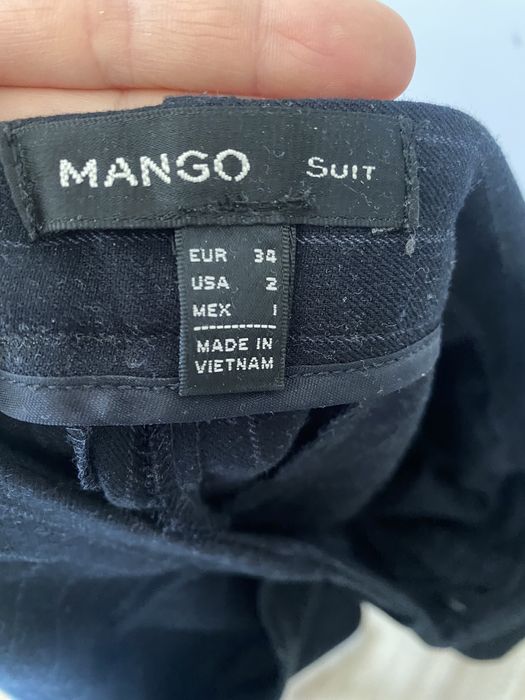 MANGO SUIT
EUR 34
USA 2
MEX 1
MADE IN
VIETNAM